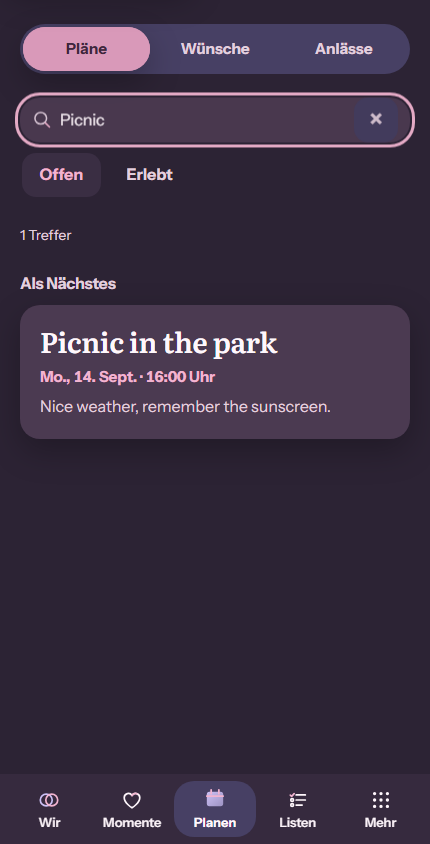 Pläne
Wünsche
Anlässe
Picnic
Offen
Erlebt
1 Treffer
Als Nächstes
Picnic in the park
Mo., 14. Sept. · 16:00 Uhr
Nice weather, remember the sunscreen.
Wir
Momente
Planen
Listen
Mehr